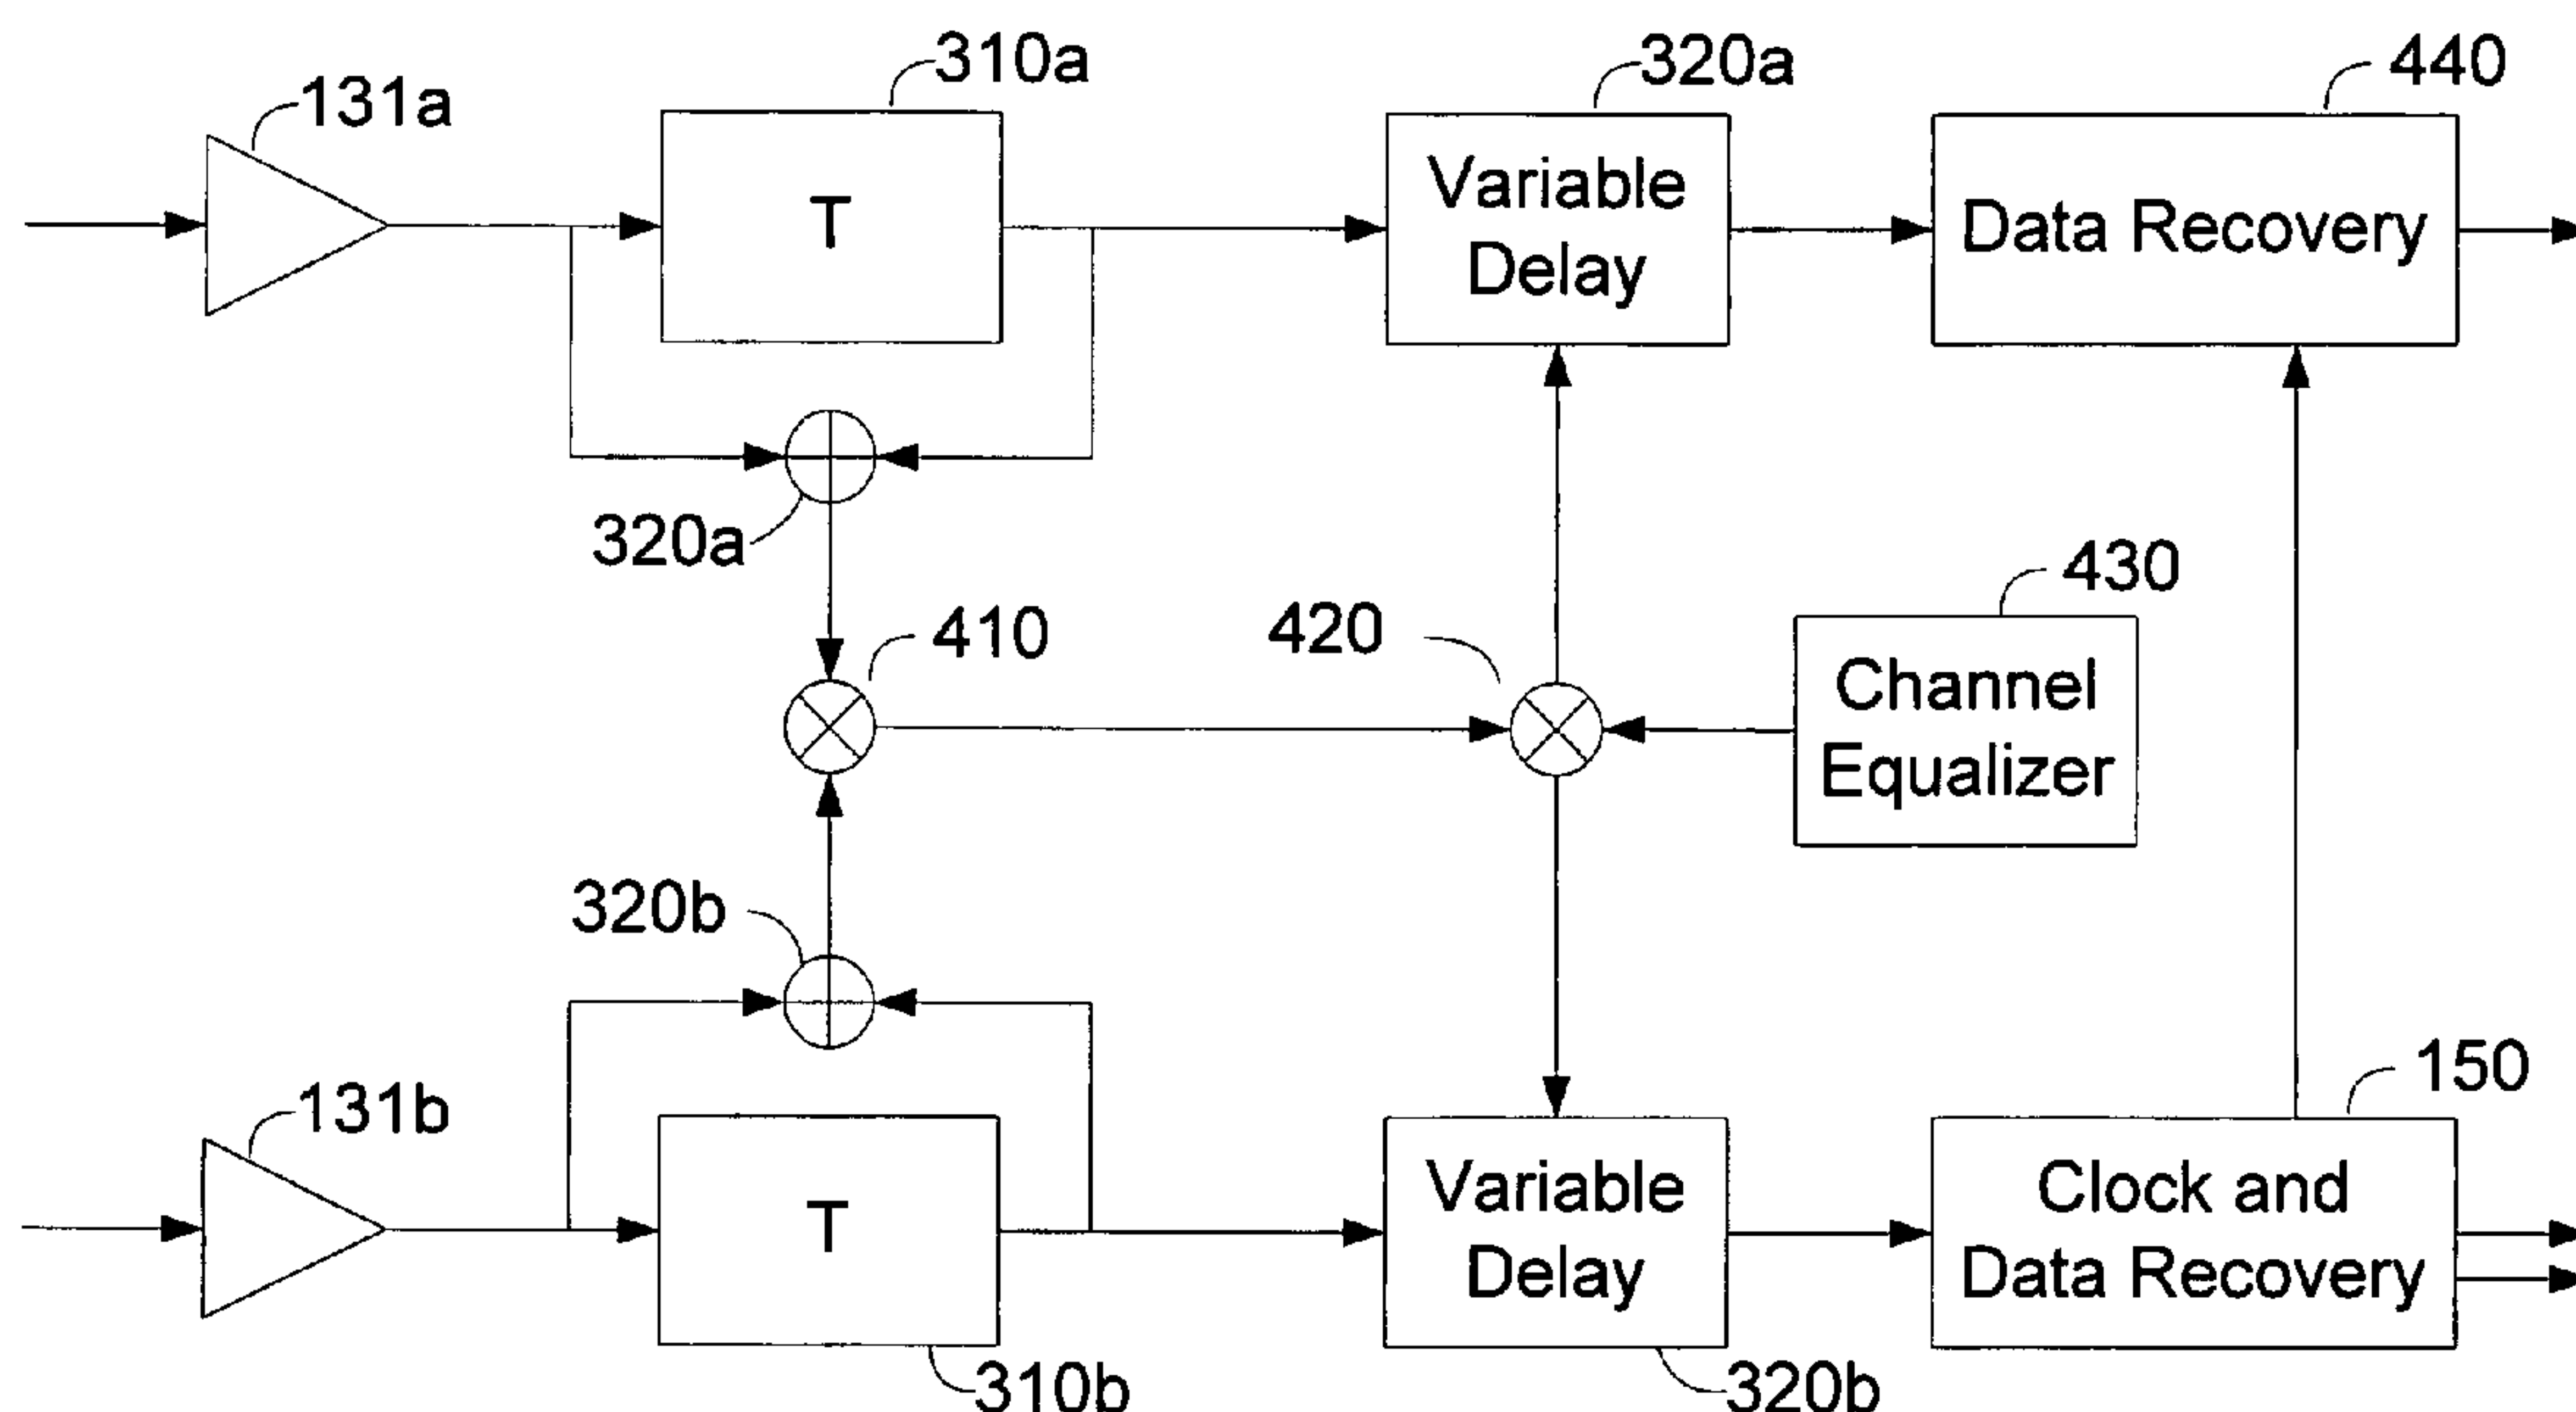 131a
310a
320a
440
T
Variable
Delay
Data Recovery
320a
410
420
430
Channel
Equalizer
320b
131b
150
T
Variable
Delay
Clock and
Data Recovery
310b
320b